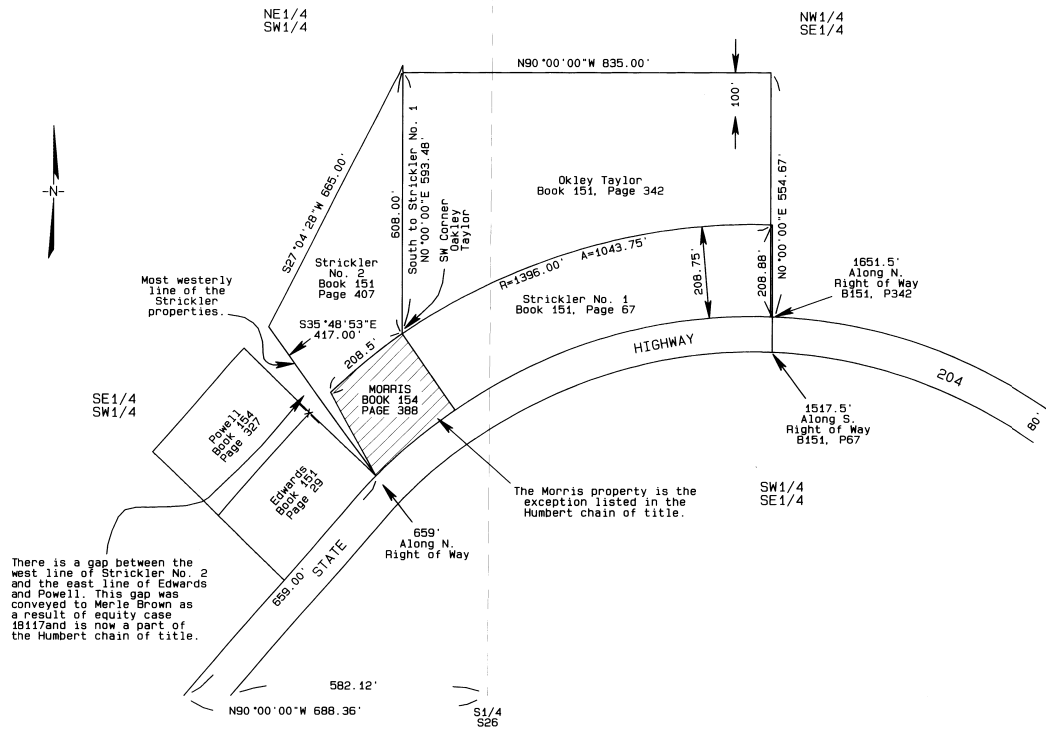 NE1/4
SW1/4
NW1/4
SE1/4
N90°00'00"W 835.00'
100'
-N-
S27°04'28"W 665.00'
608.00'
South to Strickler No. 1
N0°00'00"E 593.48'
SW Corner
Oakley
Taylor
Okley Taylor
Book 151, Page 342
N0°00'00"E 554.67'
R=1396.00' A=1043.75'
208.75'
208.88'
Strickler
No. 2
Book 151
Page 407
Strickler No. 1
Book 151, Page 67
1651.5'
Along N.
Right of Way
B151, P342
Most westerly
line of the
Strickler
properties.
S35°48'53"E
417.00'
208.5'
HIGHWAY
204
80'
MORRIS
BOOK 154
PAGE 388
SE1/4
SW1/4
Powell
Book 154
Page 327
1517.5'
Along S.
Right of Way
B151, P67
Edwards
Book 151
Page 29
The Morris property is the
exception listed in the
Humbert chain of title.
SW1/4
SE1/4
659'
Along N.
Right of Way
STATE
659.00'
There is a gap between the
west line of Strickler No. 2
and the east line of Edwards
and Powell. This gap was
conveyed to Merle Brown as
a result of equity case
18117and is now a part of
the Humbert chain of title.
582.12'
N90°00'00"W 688.36'
S1/4
S26